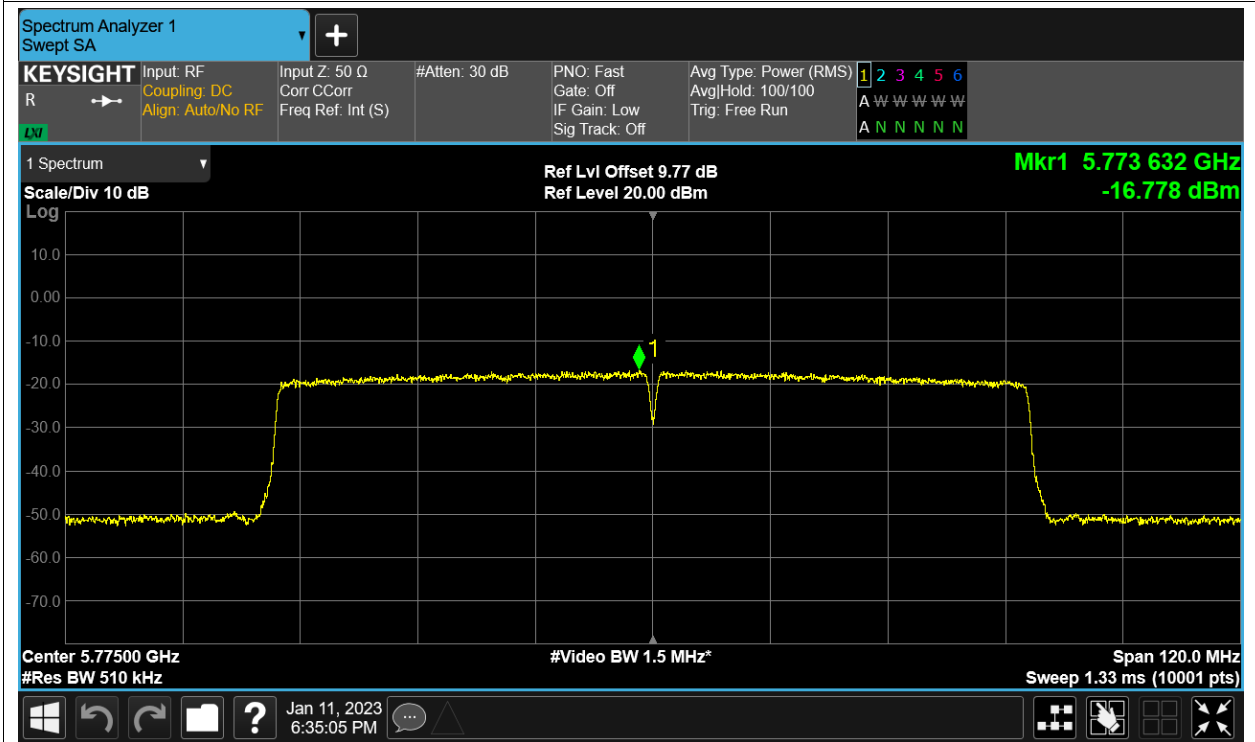 Spectrum Analyzer 1
Swept SA
+
KEYSIGHT
R
LXI
Input: RF
Coupling: DC
Align: Auto/No RF
Input Z: 50 Ω
Corr CCorr
Freq Ref: Int (S)
#Atten: 30 dB
PNO: Fast
Gate: Off
IF Gain: Low
Sig Track: Off
Avg Type: Power (RMS)
Avg|Hold: 100/100
Trig: Free Run
1 2 3 4 5 6
A W W W W W
A N N N N N
1 Spectrum
Scale/Div 10 dB
Log
Ref Lvl Offset 9.77 dB
Ref Level 20.00 dBm
Mkr1 5.773 632 GHz
-16.778 dBm
10.0
0.00
-10.0
-20.0
-30.0
-40.0
-50.0
-60.0
-70.0
1
Center 5.77500 GHz
#Res BW 510 kHz
#Video BW 1.5 MHz*
Span 120.0 MHz
Sweep 1.33 ms (10001 pts)
?
Jan 11, 2023
6:35:05 PM